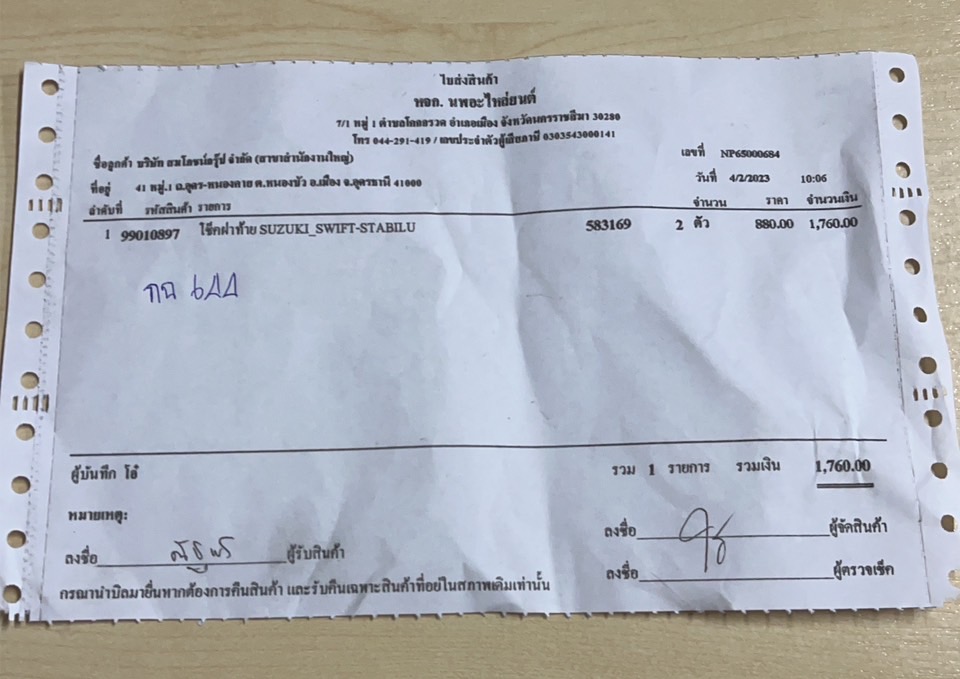 ใบส่งสินค้า
หจก. นพอะไหล่ยนต์
7/1 หมู่ 1 ตำบลโคกกรวด อำเภอเมือง จังหวัดนครราชสีมา 30280
โทร 044-291-419 / เลขประจำตัวผู้เสียภาษี 0303543000141
ชื่อลูกค้า บริษัท สยามโลหะกรุ๊ป จำกัด (สาขาสำนักงานใหญ่)
เลขที่ NP65000684
ที่อยู่ 41 หมู่.1 ถ.อุดร-หนองคาย ต.หนองบัว อ.เมือง จ.อุดรธานี 41000
วันที่ 4/2/2023 10:06
ลำดับที่ รหัสสินค้า รายการ จำนวน ราคา จำนวนเงิน
1 99010897 โช๊คฝาท้าย SUZUKI_SWIFT-STABILU 583169 2 ตัว 880.00 1,760.00
กฉ
ผู้บันทึก โอ๋ รวม 1 รายการ รวมเงิน 1,760.00
หมายเหตุ:
ลงชื่อ ผู้จัดสินค้า
ลงชื่อ ผู้รับสินค้า
ลงชื่อ ผู้ตรวจเช็ค
กรุณานำบิลมายื่นหากต้องการคืนสินค้า และรับคืนเฉพาะสินค้าที่อยู่ในสภาพเดิมเท่านั้น